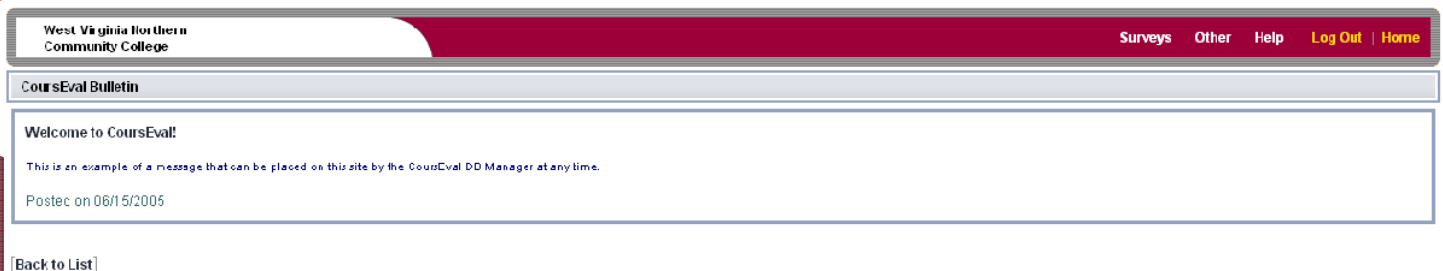 West Virginia Northern
Community College
Surveys Other Help Log Out | Home
CoursEval Bulletin
Welcome to CoursEval!
This is an example of a message that can be placed on this site by the CoursEval DB Manager at any time.
Posted on 06/15/2005
[Back to List]